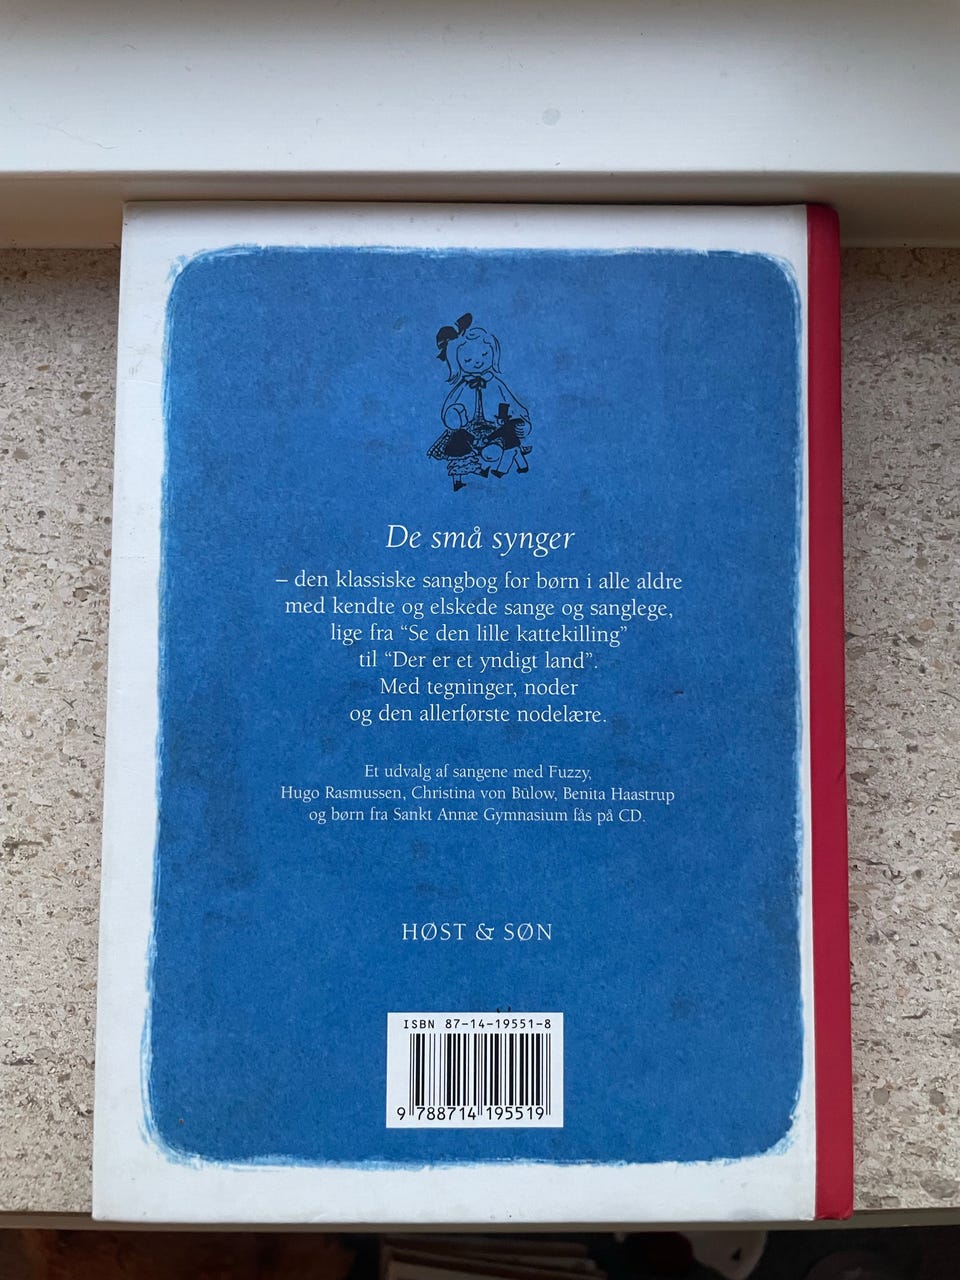 De små synger
– den klassiske sangbog for børn i alle aldre
med kendte og elskede sange og sanglege,
lige fra “Se den lille kattekilling”
til “Der er et yndigt land”.
Med tegninger, noder
og den allerførste nodelære.
Et udvalg af sangene med Fuzzy,
Hugo Rasmussen, Christina von Bülow, Benita Haastrup
og børn fra Sankt Annæ Gymnasium fås på CD.
HØST & SØN
ISBN 87-14-19551-8
9 788714 195519